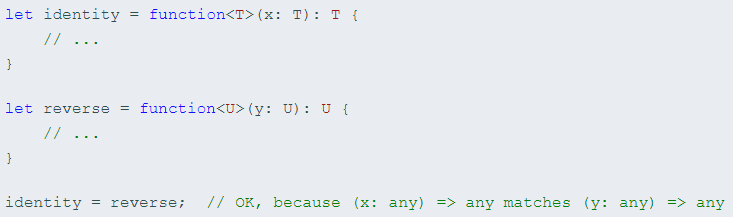 let identity = function<T>(x: T): T {
    // ...
}
let reverse = function<U>(y: U): U {
    // ...
}
identity = reverse;  // OK, because (x: any) => any matches (y: any) => any